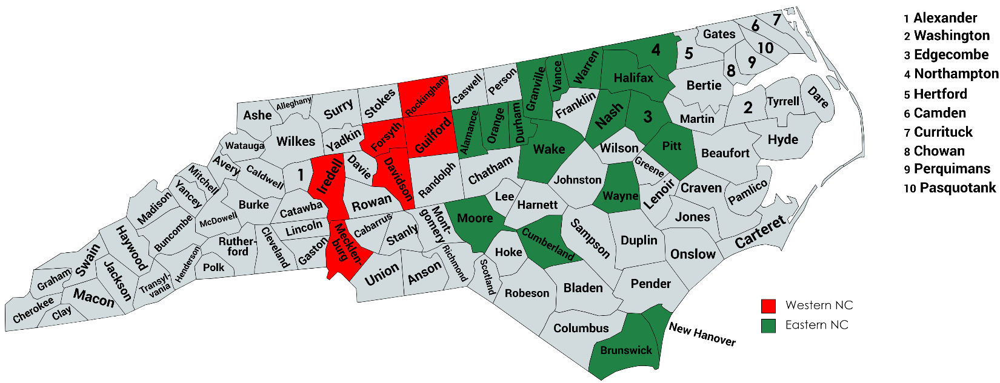 Ashe
Alleghany
Surry
Stokes
Rockingham
Caswell
Person
Granville
Vance
Warren
Halifax
4
5
Gates
6
7
10
9
8
Bertie
Watauga
Wilkes
Yadkin
Forsyth
Guilford
Alamance
Orange
Durham
Franklin
Nash
3
Martin
2
Tyrrell
Dare
Avery
Caldwell
1
Iredell
Davie
Davidson
Randolph
Chatham
Wake
Wilson
Pitt
Beaufort
Hyde
Mitchell
Yancey
Madison
Burke
Catawba
Rowan
Lee
Johnston
Greene
Wayne
Lenoir
Craven
Pamlico
McDowell
Buncombe
Haywood
Swain
Lincoln
Mecklen-
burg
Cabarrus
Stanly
Mont-
gomery
Moore
Harnett
Jones
Carteret
Graham
Jackson
Transyl-
vania
Henderson
Polk
Ruther-
ford
Cleveland
Gaston
Union
Anson
Richmond
Scotland
Hoke
Cumberland
Sampson
Duplin
Onslow
Cherokee
Clay
Macon
Robeson
Bladen
Pender
Columbus
Brunswick
New Hanover
1 Alexander
2 Washington
3 Edgecombe
4 Northampton
5 Hertford
6 Camden
7 Currituck
8 Chowan
9 Perquimans
10 Pasquotank
Western NC
Eastern NC